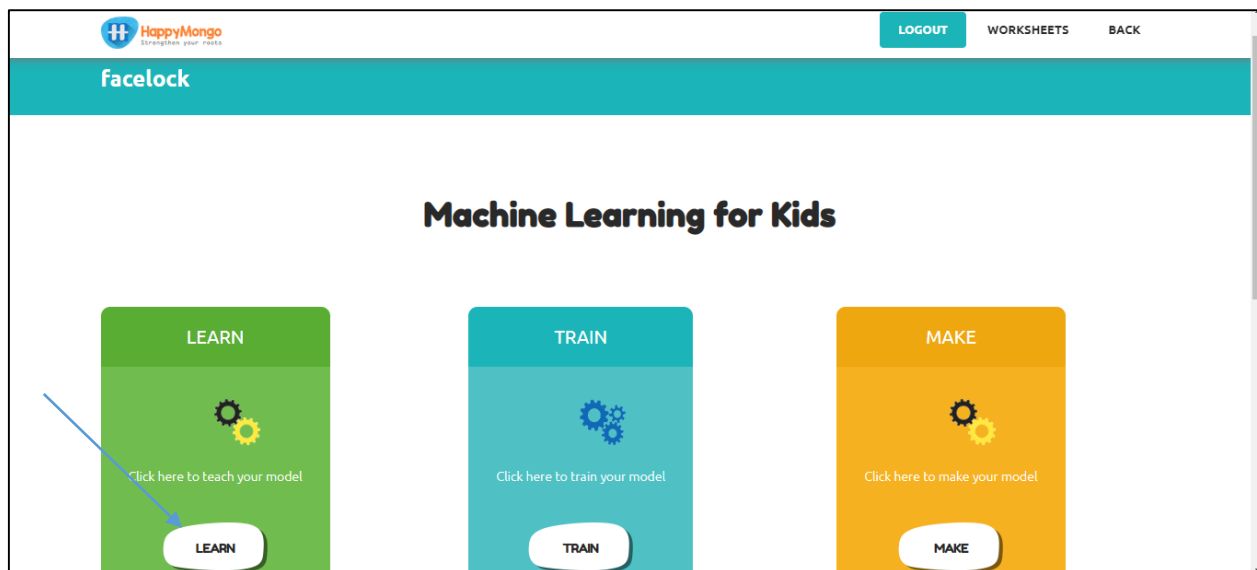 HappyMongo
Strengthen your roots
LOGOUT WORKSHEETS BACK
facelock
Machine Learning for Kids
LEARN TRAIN MAKE
Click here to teach your model Click here to train your model Click here to make your model
LEARN TRAIN MAKE